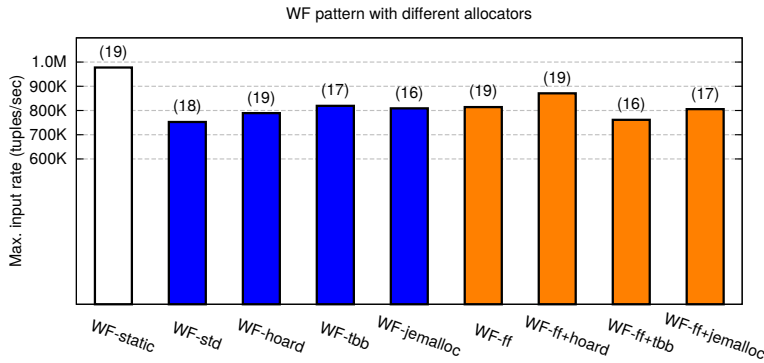 WF pattern with different allocators
Max. input rate (tuples/sec)
1.0M
900K
800K
700K
600K
(19)
(18)
(19)
(17)
(16)
(19)
(19)
(16)
(17)
WF-static
WF-std
WF-hoard
WF-tbb
WF-jemalloc
WF-ff
WF-ff+hoard
WF-ff+tbb
WF-ff+jemalloc